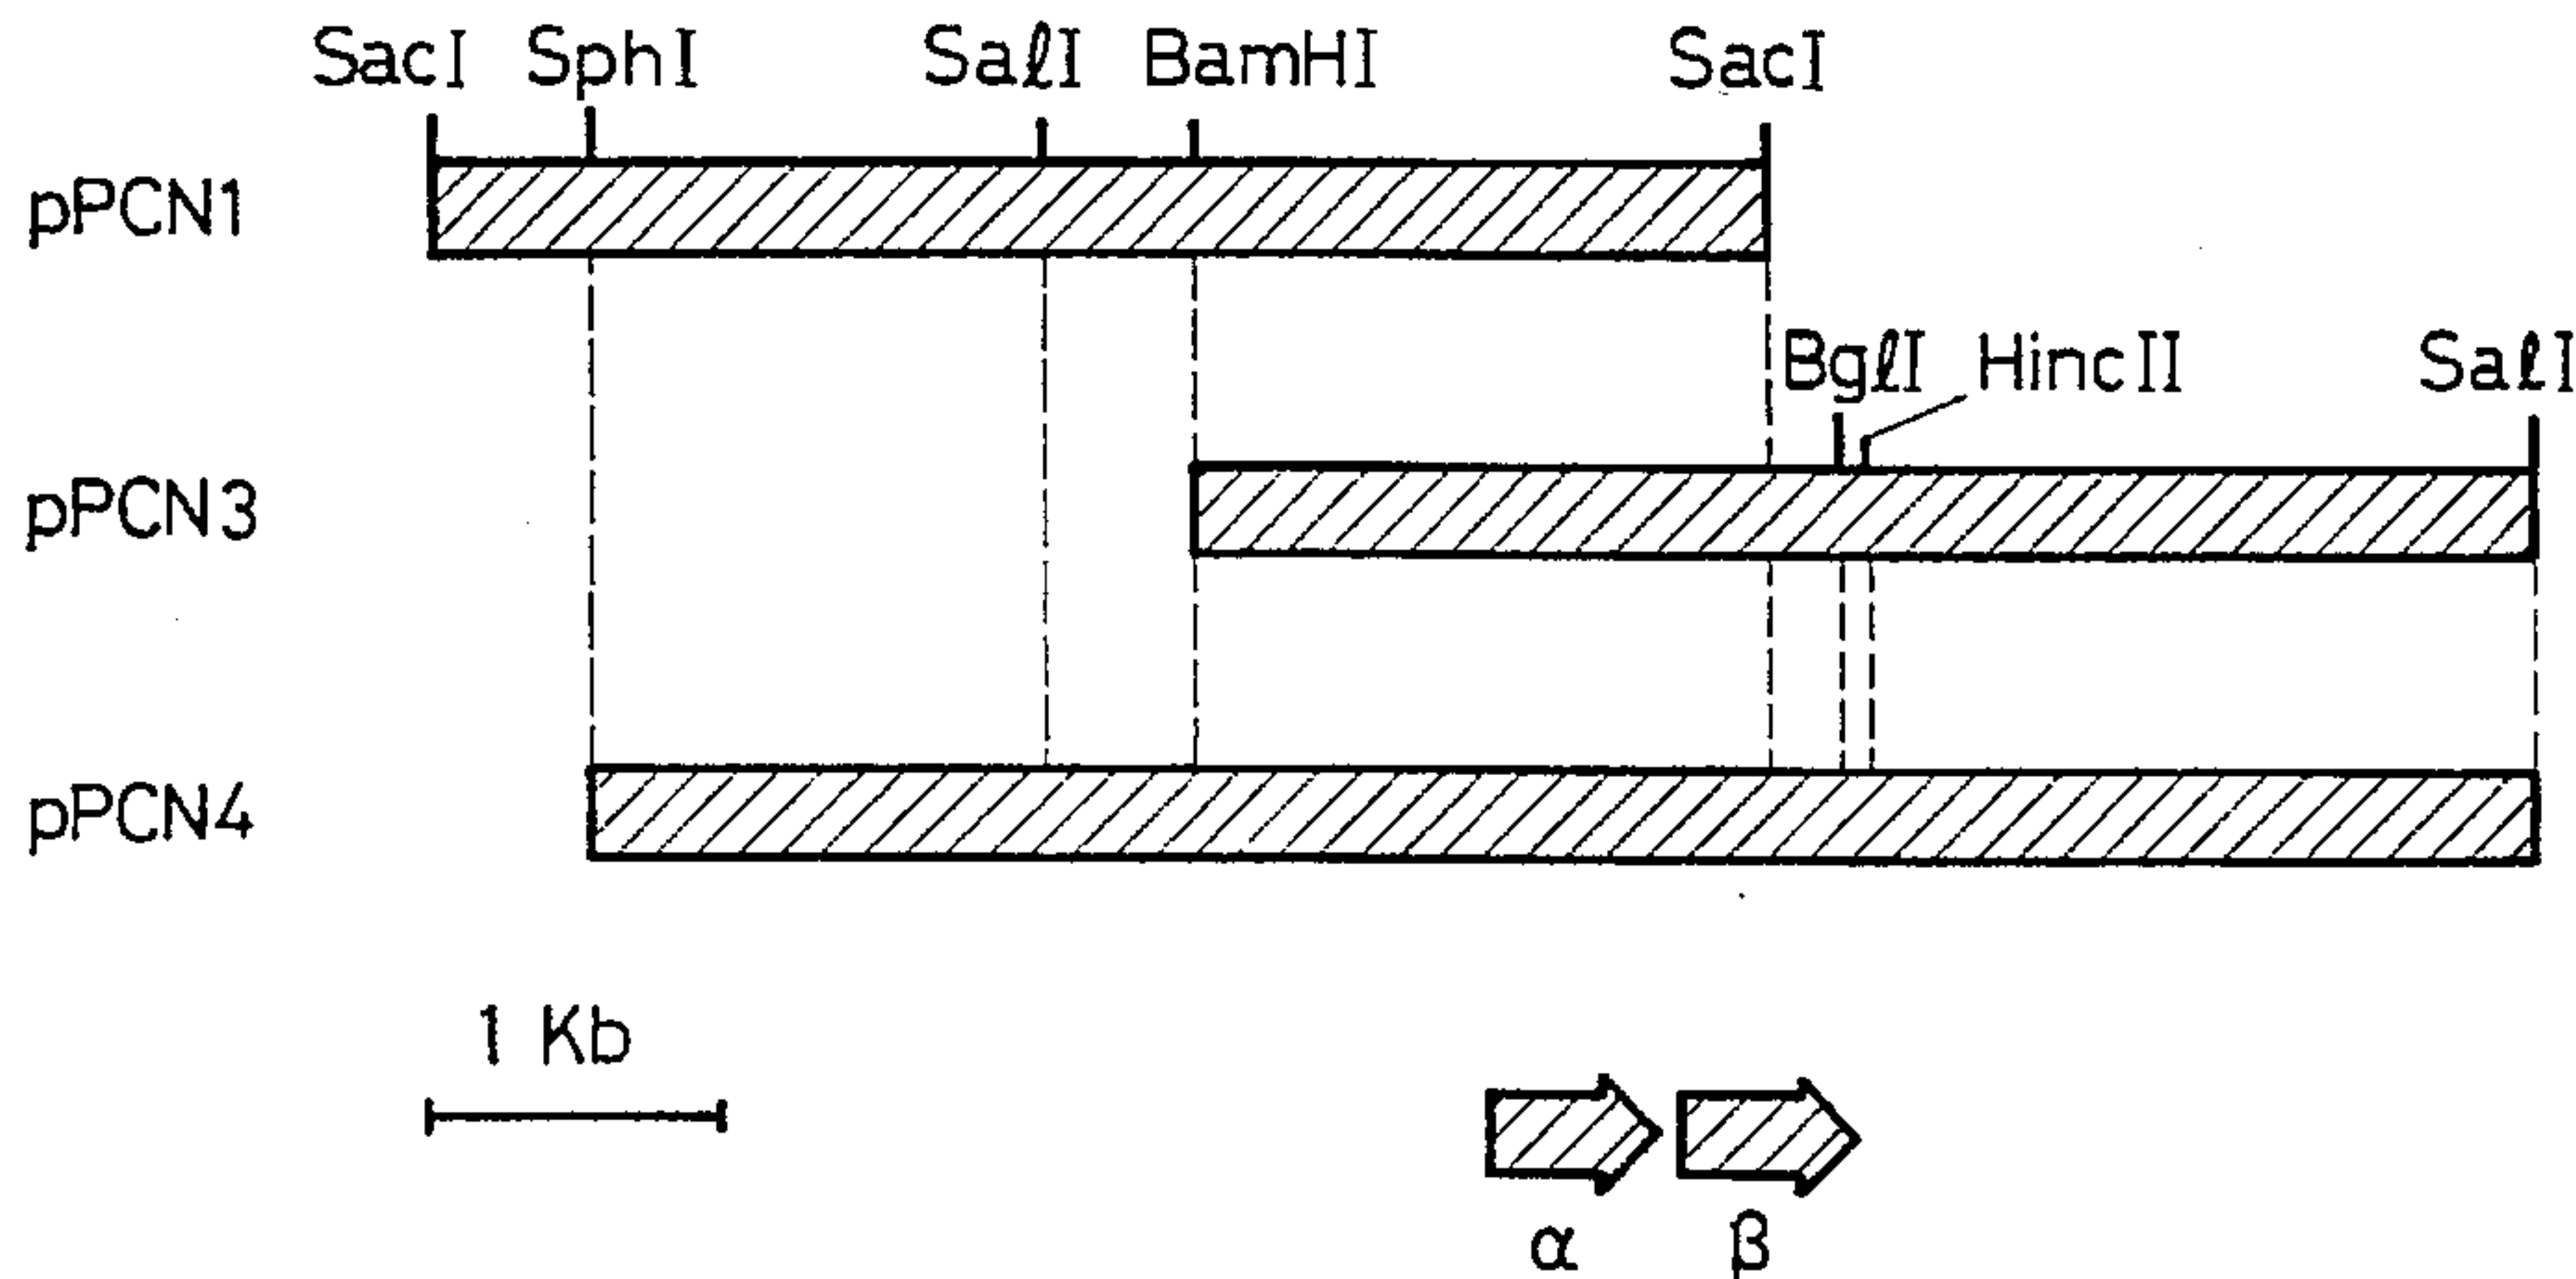 SacI SphI SalI BamHI SacI
pPCN1
BglI HincII SalI
pPCN3
pPCN4
1 Kb
α β